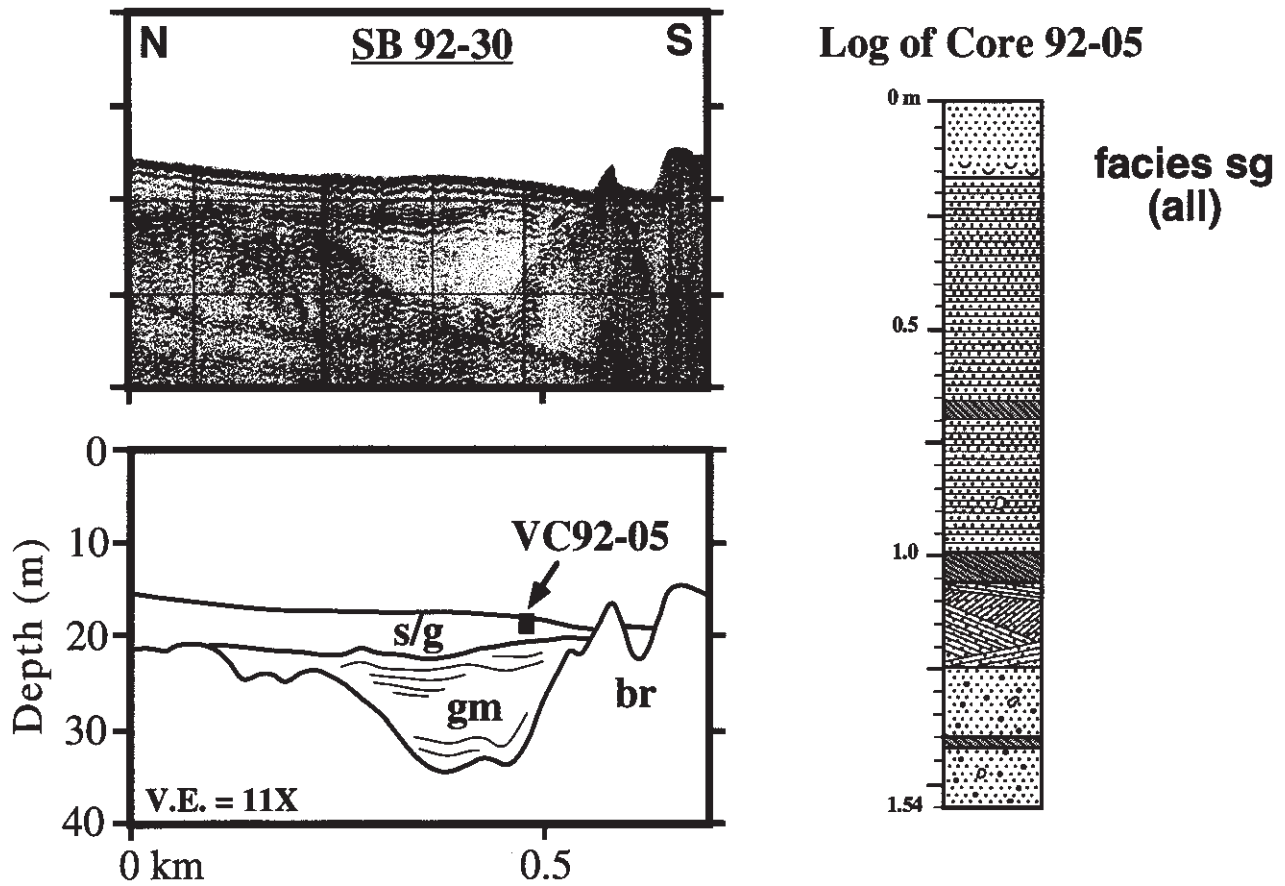 N SB 92-30 S
Log of Core 92-05
0 m
facies sg
(all)
0.5
1.0
1.54
0
10
20
30
40
Depth (m)
VC92-05
s/g
gm
br
V.E. = 11X
0 km
0.5